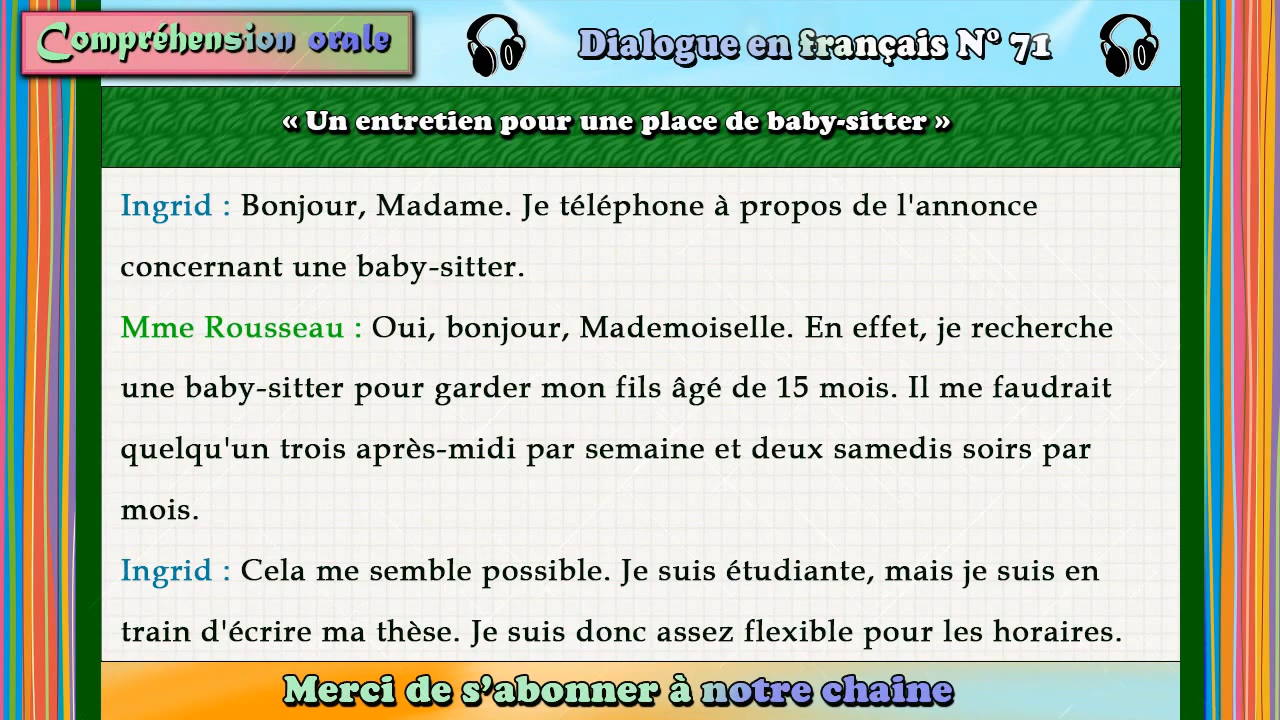 Compréhension orale
Dialogue en français N° 71
« Un entretien pour une place de baby-sitter »
Ingrid : Bonjour, Madame. Je téléphone à propos de l'annonce
concernant une baby-sitter.
Mme Rousseau : Oui, bonjour, Mademoiselle. En effet, je recherche
une baby-sitter pour garder mon fils âgé de 15 mois. Il me faudrait
quelqu'un trois après-midi par semaine et deux samedis soirs par
mois.
Ingrid : Cela me semble possible. Je suis étudiante, mais je suis en
train d'écrire ma thèse. Je suis donc assez flexible pour les horaires.
Merci de s’abonner à notre chaine